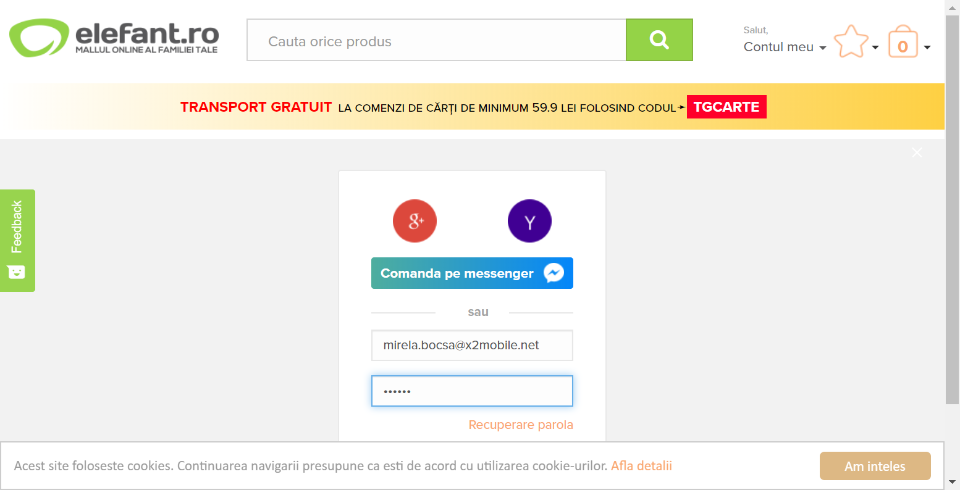 elefant.ro
MALLUL ONLINE AL FAMILIEI TALE
Cauta orice produs
Salut,
Contul meu
0
TRANSPORT GRATUIT LA COMENZI DE CĂRȚI DE MINIMUM 59.9 LEI FOLOSIND CODUL TGCARTE
Feedback
g+
Y
Comanda pe messenger
sau
mirela.bocsa@x2mobile.net
••••••
Recuperare parola
Acest site foloseste cookies. Continuarea navigarii presupune ca esti de acord cu utilizarea cookie-urilor. Afla detalii
Am inteles